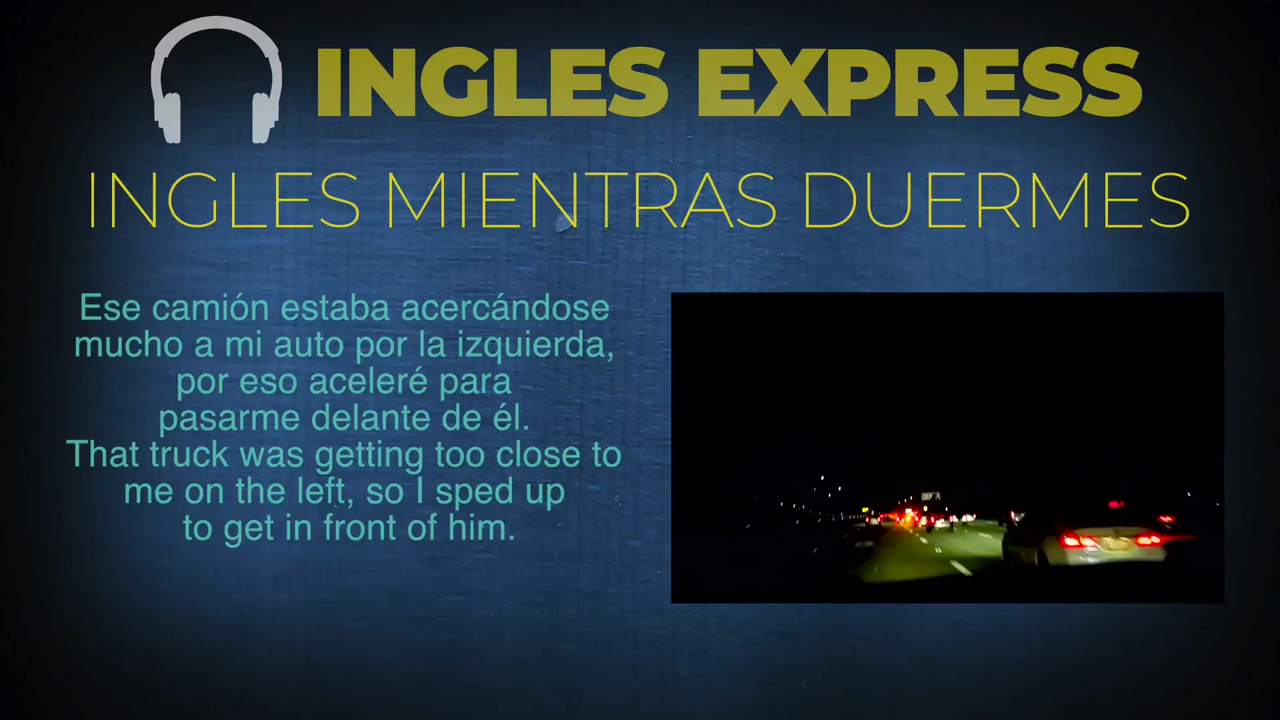 INGLES EXPRESS
INGLES MIENTRAS DUERMES
Ese camión estaba acercándose
mucho a mi auto por la izquierda,
por eso aceleré para
pasarme delante de él.
That truck was getting too close to
me on the left, so I sped up
to get in front of him.